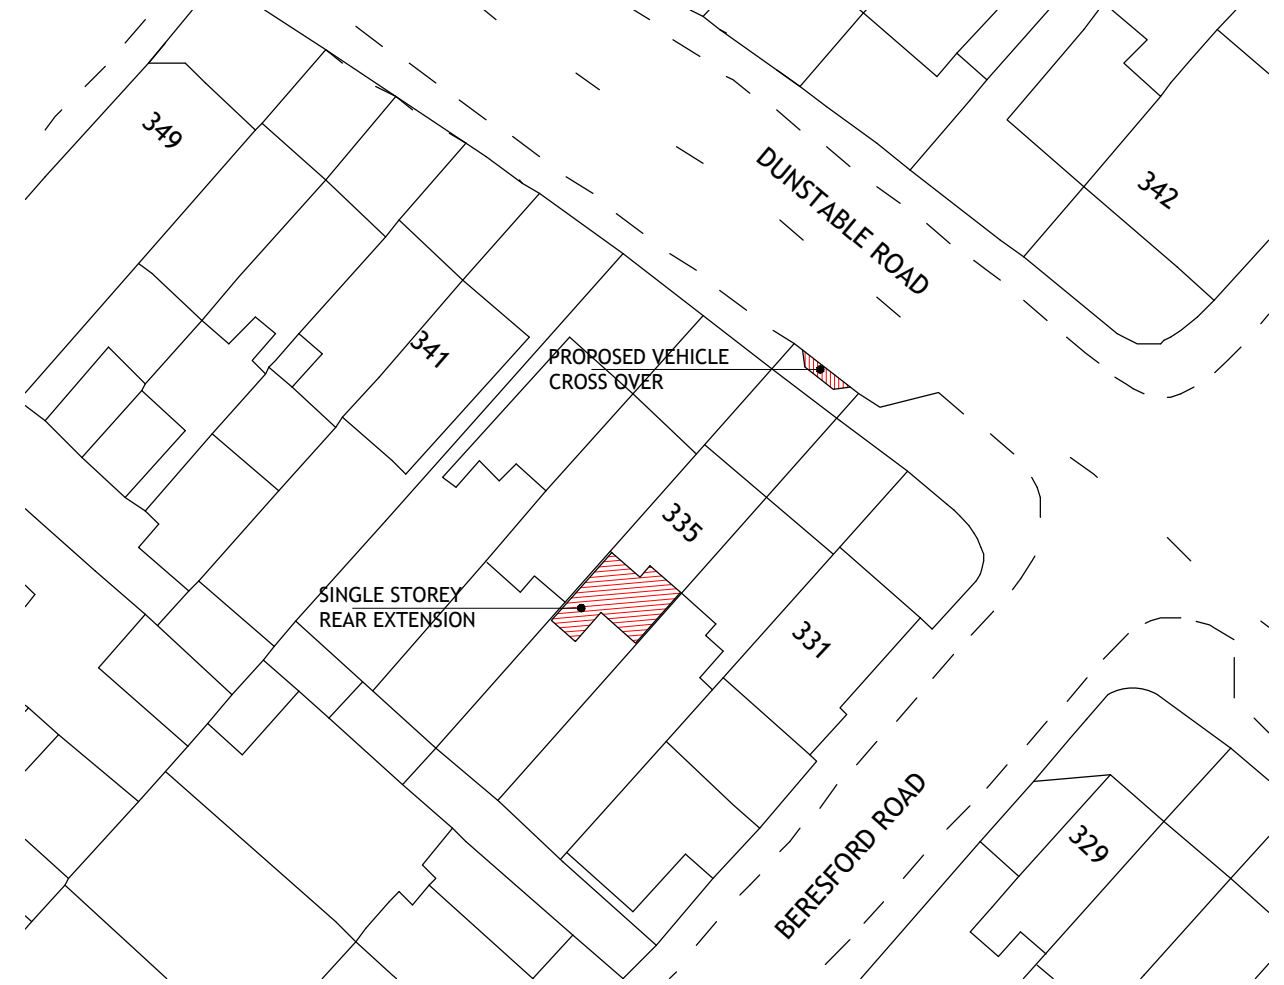 349
DUNSTABLE ROAD
342
341
PROPOSED VEHICLE
CROSS OVER
335
SINGLE STOREY
REAR EXTENSION
331
BERESFORD ROAD
329